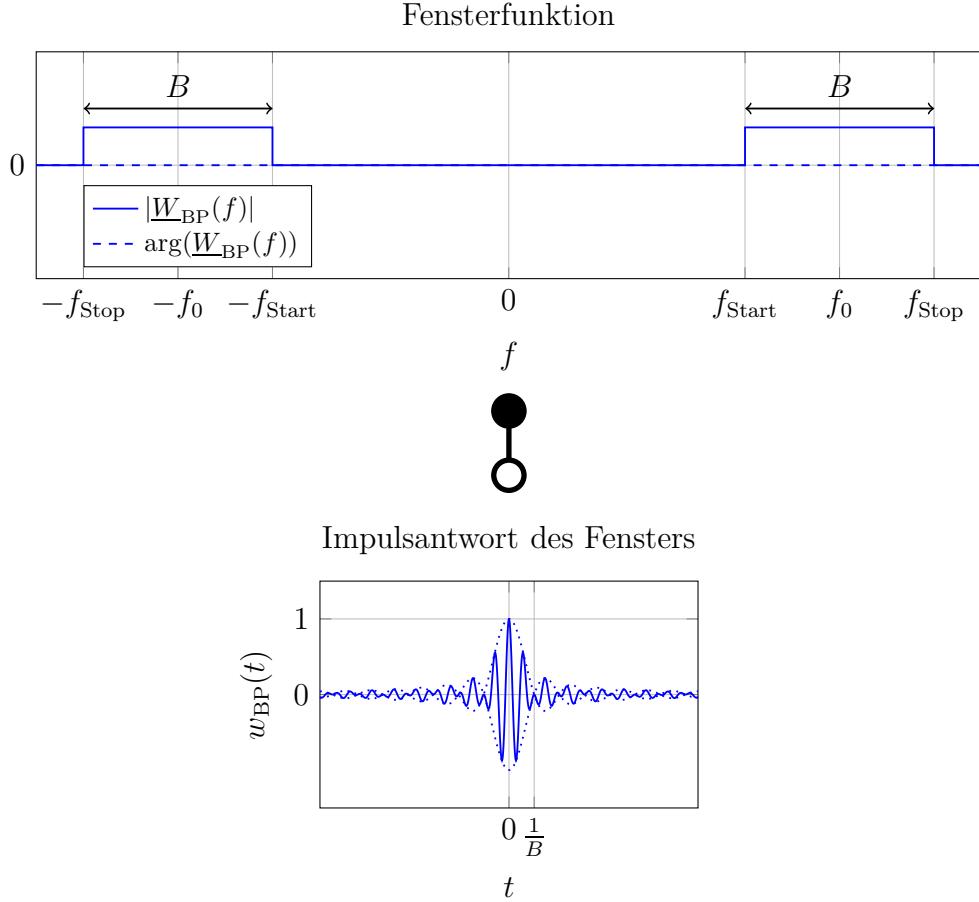 Fensterfunktion
B B
0
|W_BP(f)|
arg(W_BP(f))
−f_Stop −f_0 −f_Start 0 f_Start f_0 f_Stop
f
Impulsantwort des Fensters
1
0
w_BP(t)
0 1/B
t